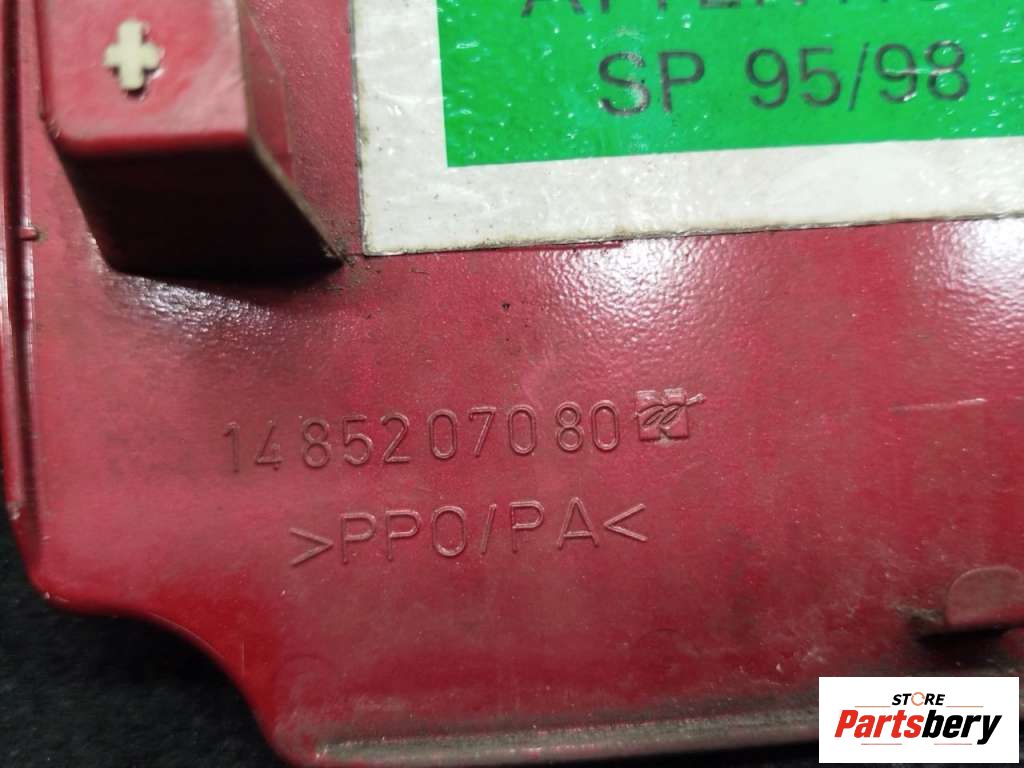 SP 95/98
1485207080
>PPO/PA<
STORE
Partsbery